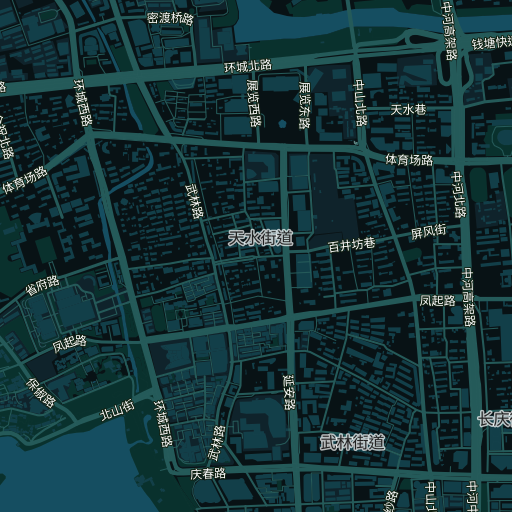 密渡桥路
中河高架路
钱塘快速
环城北路
环城西路
展览西路
展览东路
中山北路
天水巷
体育场路
体育场路
武林路
中河北路
天水街道
百井坊巷
屏风街
省府路
中河高架路
凤起路
凤起路
保俶路
延安路
北山街
环城西路
武林路
武林街道
长庆
庆春路